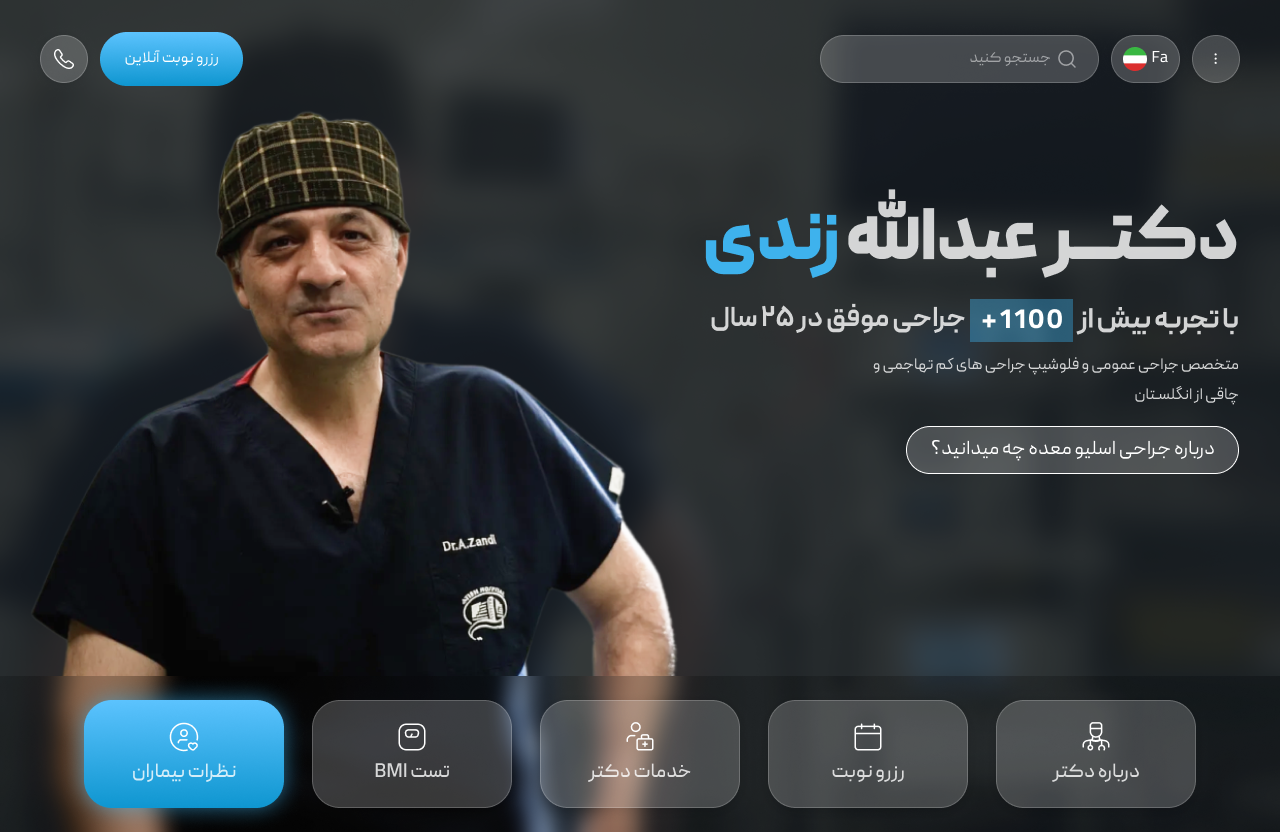 Fa
جستجو کنید
رزرو نوبت آنلاین
دکتـــر عبدالله زندی
با تجربه بیش از 1100+ جراحی موفق در ۲۵ سال
متخصص جراحی عمومی و فلوشیپ جراحی های کم تهاجمی و
چاقی از انگلستان
درباره جراحی اسلیو معده چه میدانید؟
Dr.A.Zandi
درباره دکتر
رزرو نوبت
خدمات دکتر
تست BMI
نظرات بیماران